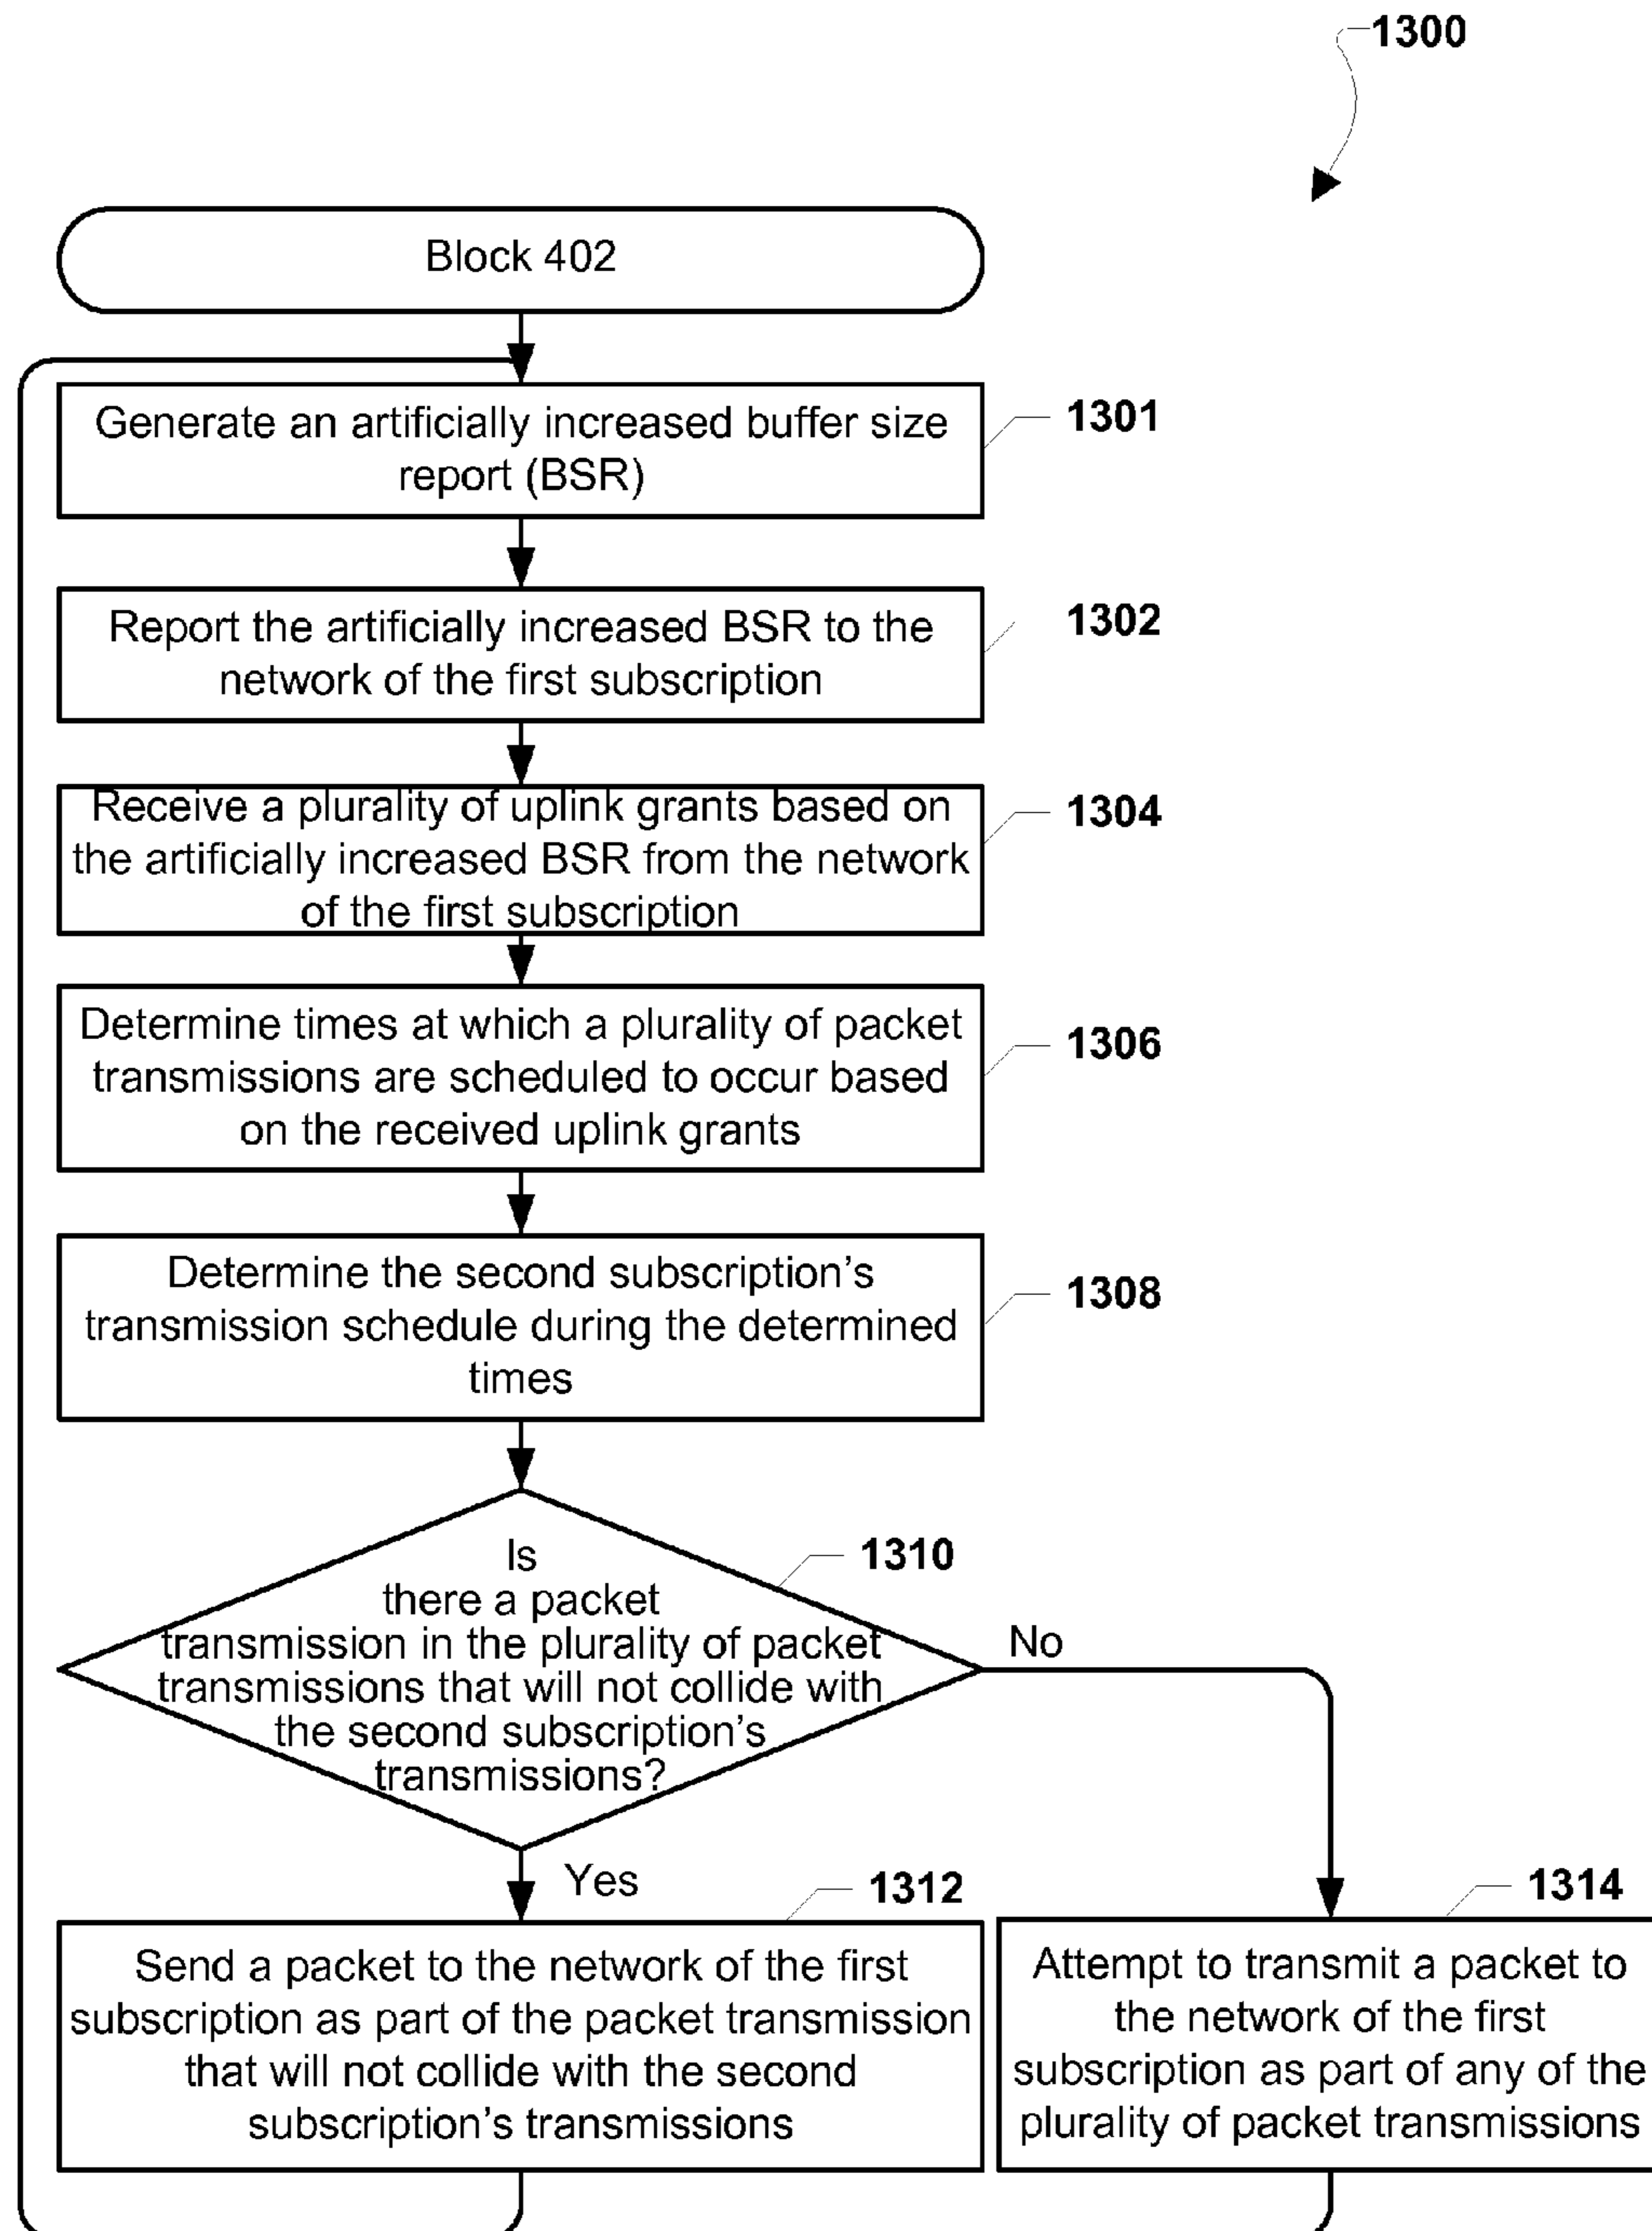 1300
Block 402
Generate an artificially increased buffer size
report (BSR)
1301
Report the artificially increased BSR to the
network of the first subscription
1302
Receive a plurality of uplink grants based on
the artificially increased BSR from the network
of the first subscription
1304
Determine times at which a plurality of packet
transmissions are scheduled to occur based
on the received uplink grants
1306
Determine the second subscription’s
transmission schedule during the determined
times
1308
Is
there a packet
transmission in the plurality of packet
transmissions that will not collide with
the second subscription’s
transmissions?
1310
No
Yes
1312
Send a packet to the network of the first
subscription as part of the packet transmission
that will not collide with the second
subscription’s transmissions
1314
Attempt to transmit a packet to
the network of the first
subscription as part of any of the
plurality of packet transmissions